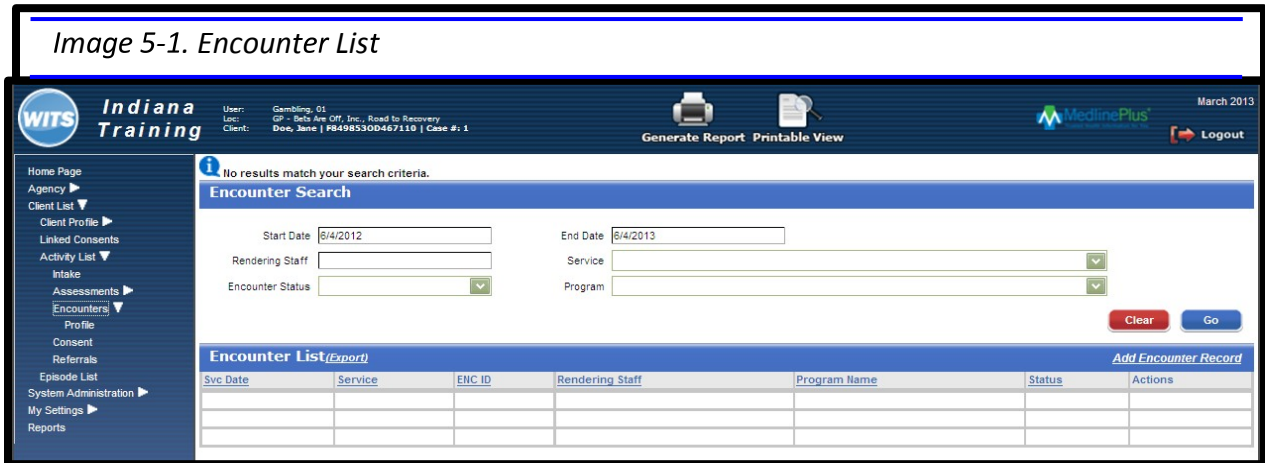 Image 5-1. Encounter List
WITS
Indiana Training
User: Gambling, 01
Loc: GP - Bets Are Off, Inc., Road to Recovery
Client: Doe, Jane | F849853OD467110 | Case #: 1
Generate Report Printable View
MedlinePlus
March 2013
Logout
Home Page
Agency
Client List
Client Profile
Linked Consents
Activity List
Intake
Assessments
Encounters
Profile
Consent
Referrals
Episode List
System Administration
My Settings
Reports
No results match your search criteria.
Encounter Search
Start Date 6/4/2012 End Date 6/4/2013
Rendering Staff Service
Encounter Status Program
Clear Go
Encounter List(Export) Add Encounter Record
Svc Date Service ENC ID Rendering Staff Program Name Status Actions